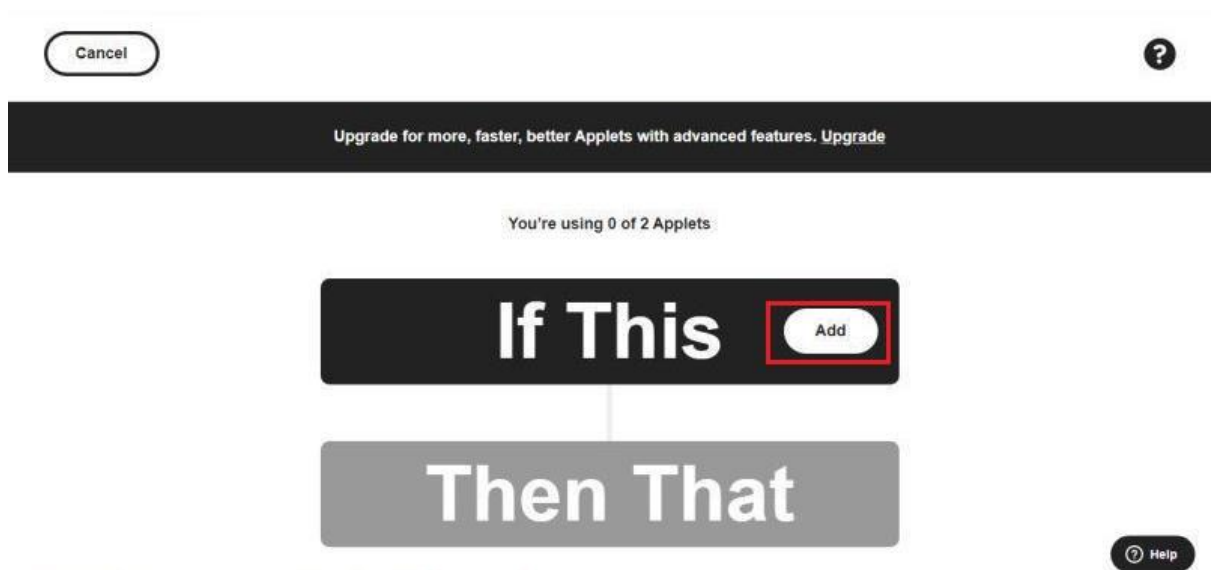 Cancel
?
Upgrade for more, faster, better Applets with advanced features. Upgrade
You're using 0 of 2 Applets
If This
Add
Then That
? Help